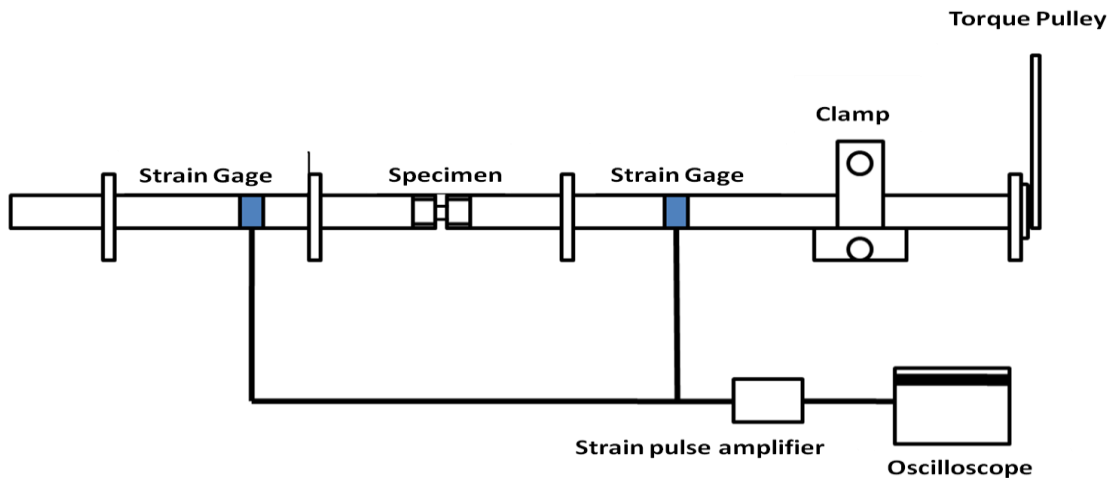 Torque Pulley
Clamp
Strain Gage
Specimen
Strain Gage
Strain pulse amplifier
Oscilloscope